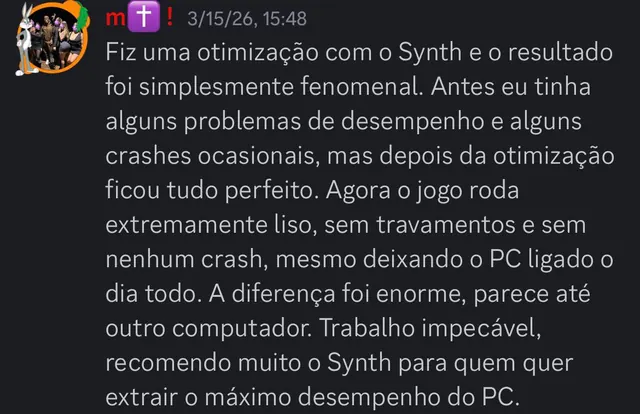 m✝️! 3/15/26, 15:48
Fiz uma otimização com o Synth e o resultado
foi simplesmente fenomenal. Antes eu tinha
alguns problemas de desempenho e alguns
crashes ocasionais, mas depois da otimização
ficou tudo perfeito. Agora o jogo roda
extremamente liso, sem travamentos e sem
nenhum crash, mesmo deixando o PC ligado o
dia todo. A diferença foi enorme, parece até
outro computador. Trabalho impecável,
recomendo muito o Synth para quem quer
extrair o máximo desempenho do PC.